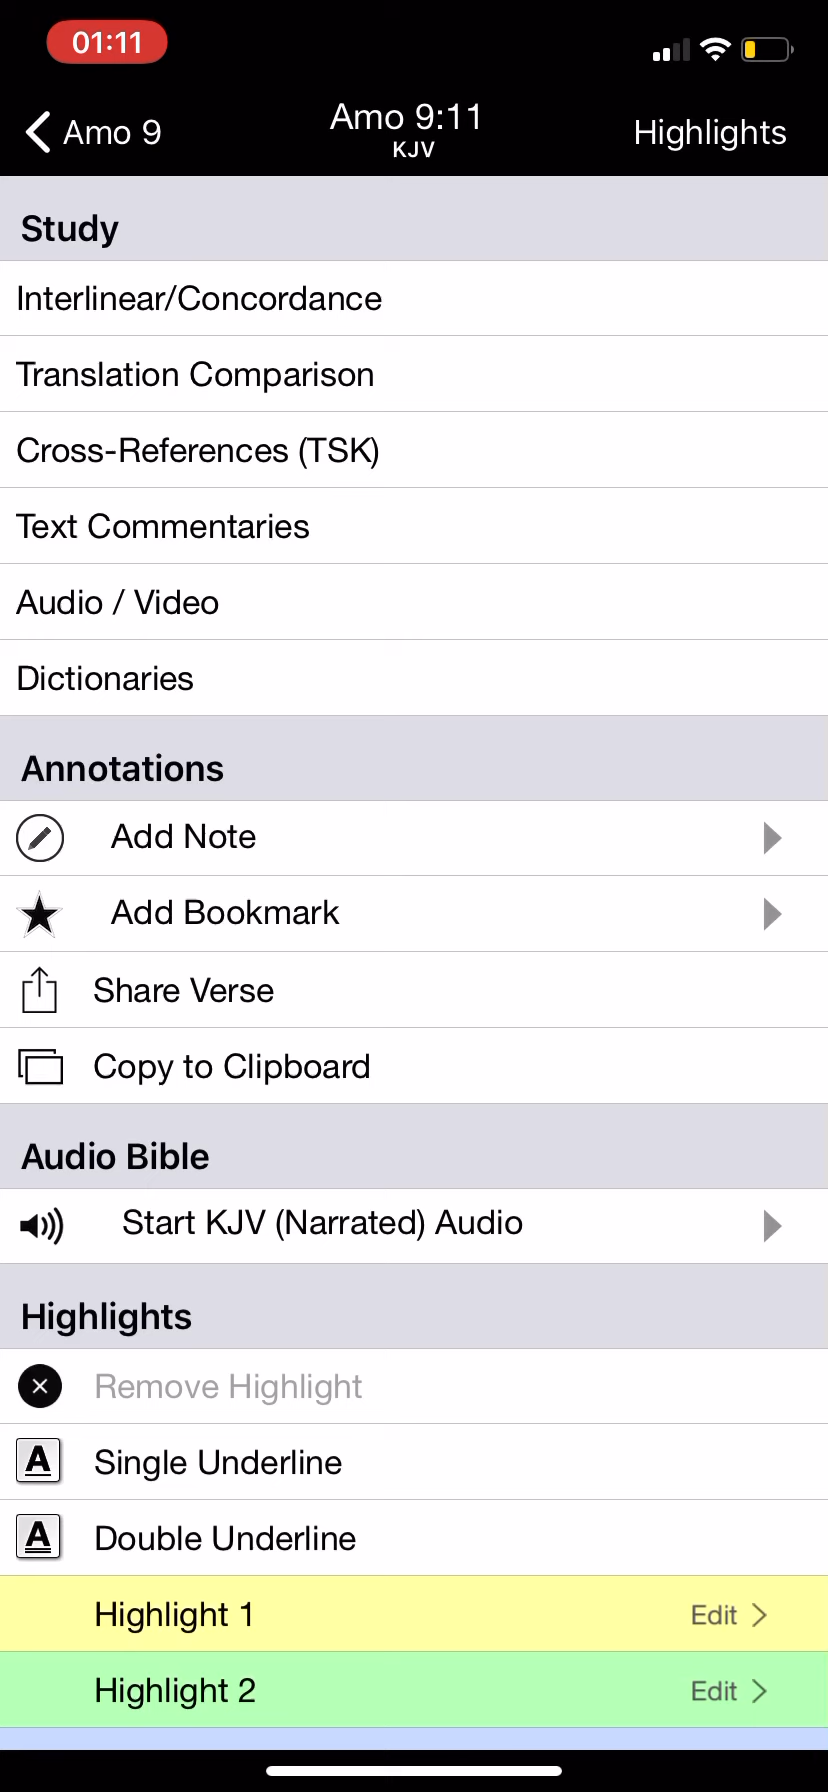 01:11
Amo 9
Amo 9:11
KJV
Highlights
Study
Interlinear/Concordance
Translation Comparison
Cross-References (TSK)
Text Commentaries
Audio / Video
Dictionaries
Annotations
Add Note
Add Bookmark
Share Verse
Copy to Clipboard
Audio Bible
Start KJV (Narrated) Audio
Highlights
Remove Highlight
A Single Underline
A Double Underline
Highlight 1 Edit
Highlight 2 Edit